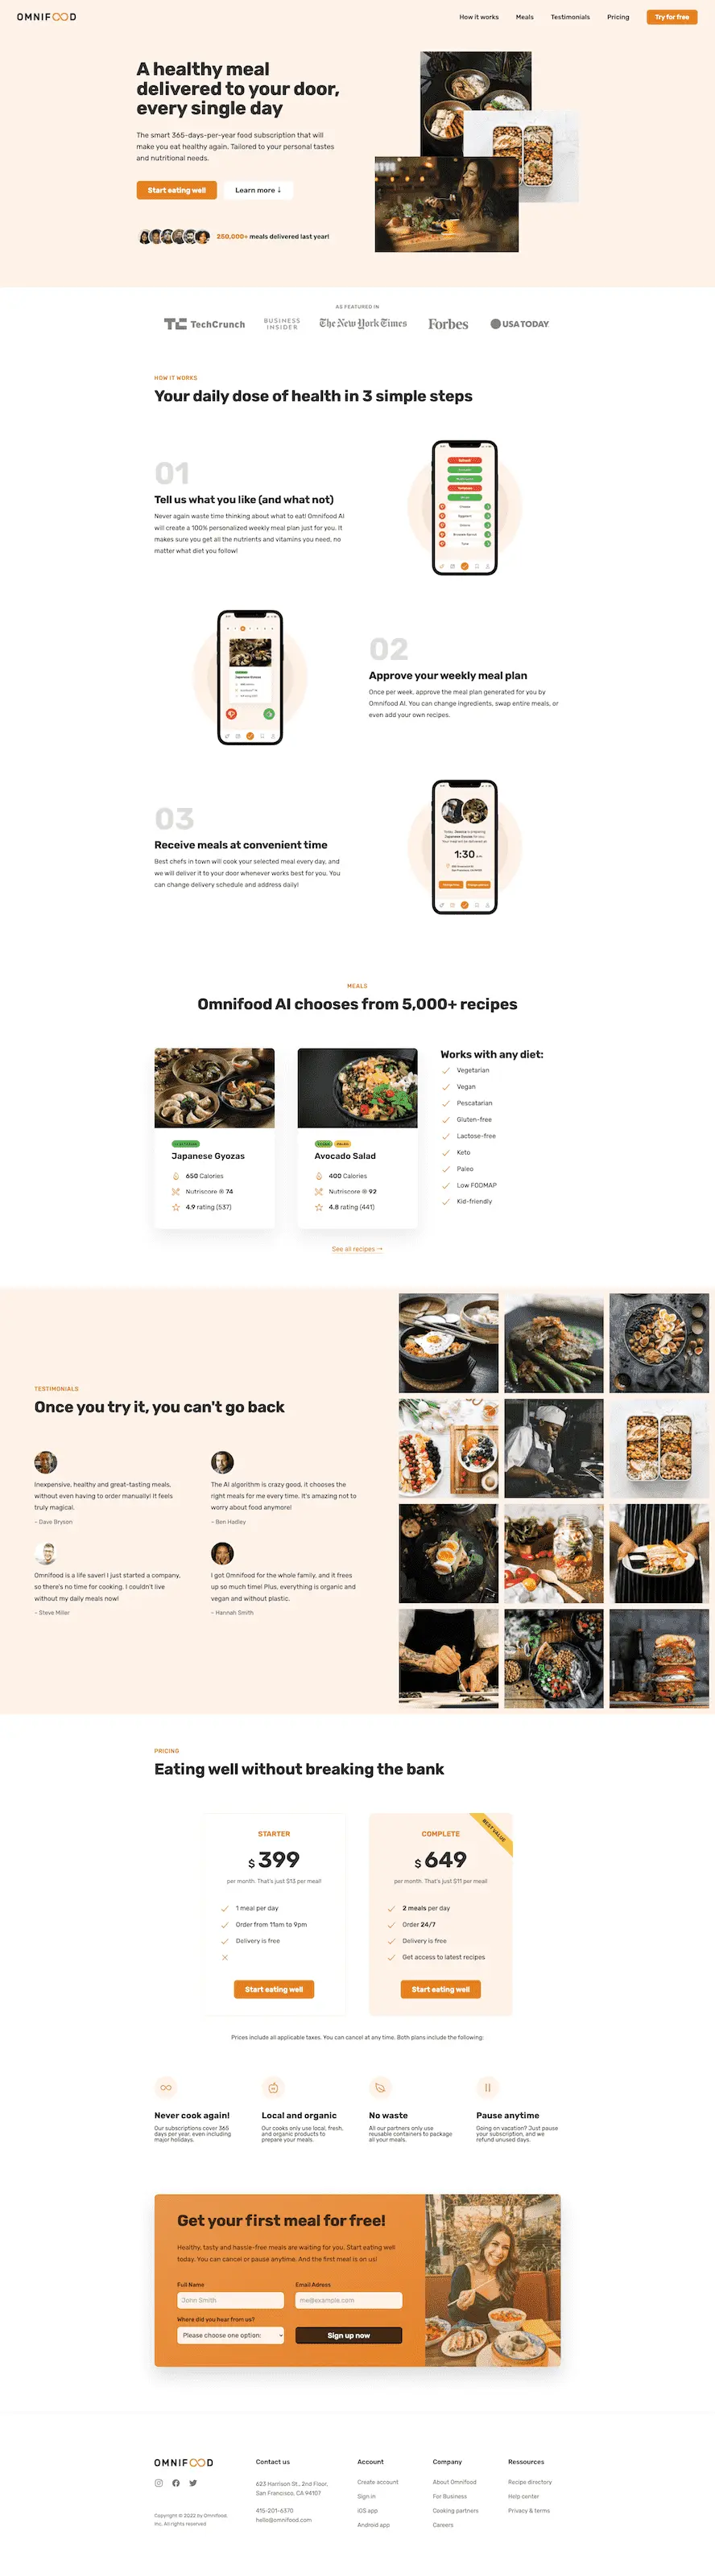 OMNIFOOD
How it works
Meals
Testimonials
Pricing
Try for free
A healthy meal
delivered to your door,
every single day
The smart 365-days-per-year food subscription that will
make you eat healthy again. Tailored to your personal tastes
and nutritional needs.
Start eating well
Learn more ↓
250,000+ meals delivered last year!
AS FEATURED IN
TechCrunch
BUSINESS
INSIDER
The New York Times
Forbes
USA TODAY
HOW IT WORKS
Your daily dose of health in 3 simple steps
01
Tell us what you like (and what not)
Never again waste time thinking about what to eat! Omnifood AI
will create a 100% personalized weekly meal plan just for you. It
makes sure you get all the nutrients and vitamins you need, no
matter what diet you follow!
02
Approve your weekly meal plan
Once per week, approve the meal plan generated for you by
Omnifood AI. You can change ingredients, swap entire meals, or
even add your own recipes.
03
Receive meals at convenient time
Best chefs in town will cook your selected meal every day, and
we will deliver it to your door whenever works best for you. You
can change delivery schedule and address daily!
1:30
MEALS
Omnifood AI chooses from 5,000+ recipes
Japanese Gyozas
650 Calories
Nutriscore ® 74
4.9 rating (537)
VEGAN
PALEO
Avocado Salad
400 Calories
Nutriscore ® 92
4.8 rating (441)
Works with any diet:
Vegetarian
Vegan
Pescatarian
Gluten-free
Lactose-free
Keto
Paleo
Low FODMAP
Kid-friendly
See all recipes →
TESTIMONIALS
Once you try it, you can't go back
Inexpensive, healthy and great-tasting meals,
without even having to order manually! It feels
truly magical.
– Dave Bryson
The AI algorithm is crazy good, it chooses the
right meals for me every time. It's amazing not to
worry about food anymore!
– Ben Hadley
Omnifood is a life saver! I just started a company,
so there's no time for cooking. I couldn't live
without my daily meals now!
– Steve Miller
I got Omnifood for the whole family, and it frees
up so much time! Plus, everything is organic and
vegan and without plastic.
– Hannah Smith
PRICING
Eating well without breaking the bank
STARTER
$ 399
per month. That's just $13 per meal!
1 meal per day
Order from 11am to 9pm
Delivery is free
Start eating well
BEST VALUE
COMPLETE
$ 649
per month. That's just $11 per meal!
2 meals per day
Order 24/7
Delivery is free
Get access to latest recipes
Start eating well
Prices include all applicable taxes. You can cancel at any time. Both plans include the following:
Never cook again!
Our subscriptions cover 365
days per year, even including
major holidays.
Local and organic
Our cooks only use local, fresh,
and organic products to
prepare your meals.
No waste
All our partners only use
reusable containers to package
all your meals.
Pause anytime
Going on vacation? Just pause
your subscription, and we
refund unused days.
Get your first meal for free!
Healthy, tasty and hassle-free meals are waiting for you. Start eating well
today. You can cancel or pause anytime. And the first meal is on us!
Full Name
John Smith
Email Adress
me@example.com
Where did you hear from us?
Please choose one option:
Sign up now
OMNIFOOD
Copyright © 2022 by Omnifood,
Inc. All rights reserved
Contact us
623 Harrison St., 2nd Floor,
San Francisco, CA 94107
415-201-6370
hello@omnifood.com
Account
Create account
Sign in
iOS app
Android app
Company
About Omnifood
For Business
Cooking partners
Careers
Ressources
Recipe directory
Help center
Privacy & terms